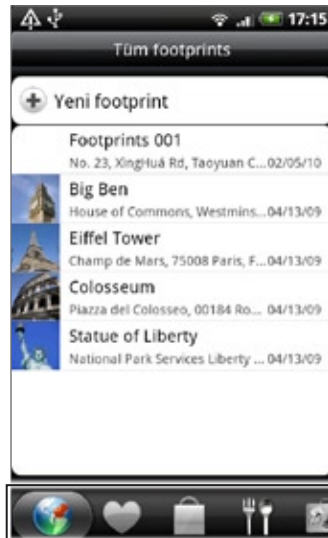 17:15
Tüm footprints
Yeni footprint
Footprints 001
No. 23, XingHuá Rd, Taoyuan C...02/05/10
Big Ben
House of Commons, Westmins...04/13/09
Eiffel Tower
Champ de Mars, 75008 Paris, F...04/13/09
Colosseum
Piazza del Colosseo, 00184 Ro... 04/13/09
Statue of Liberty
National Park Services Liberty ... 04/13/09